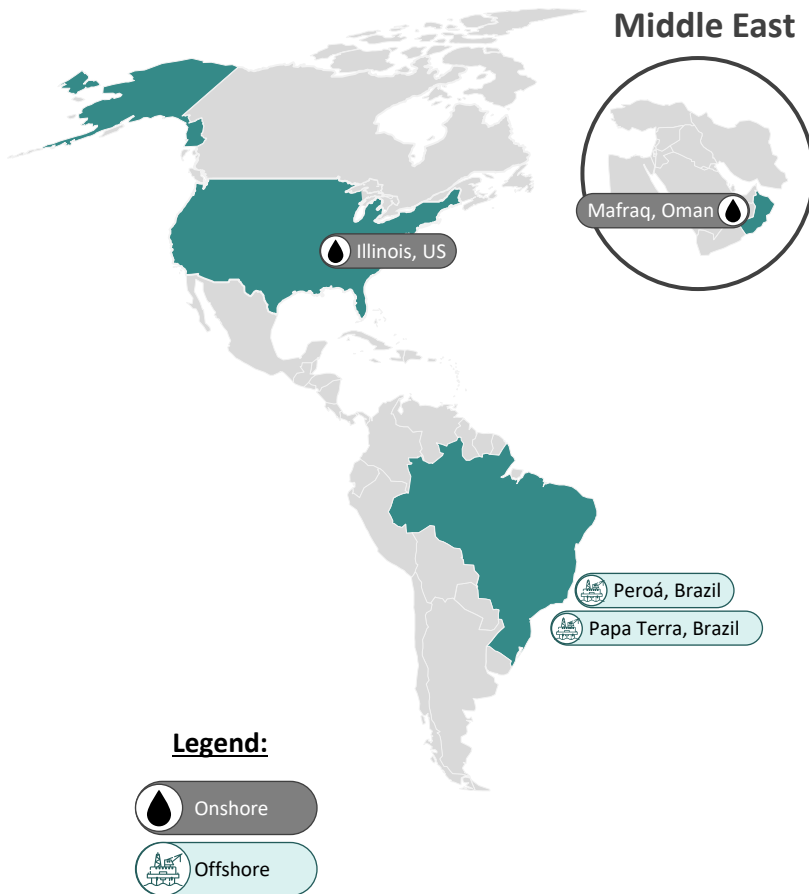 Middle East
Mafraq, Oman
Illinois, US
Peroá, Brazil
Papa Terra, Brazil
Legend:
Onshore
Offshore